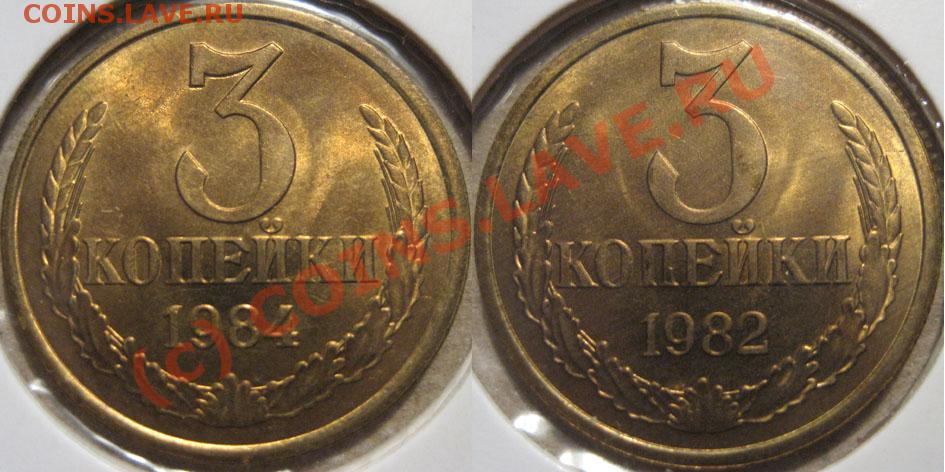 COINS.LAVE.RU
3
КОПЕЙКИ
1984
3
КОПЕЙКИ
1982
(c) COINS.LAVE.RU